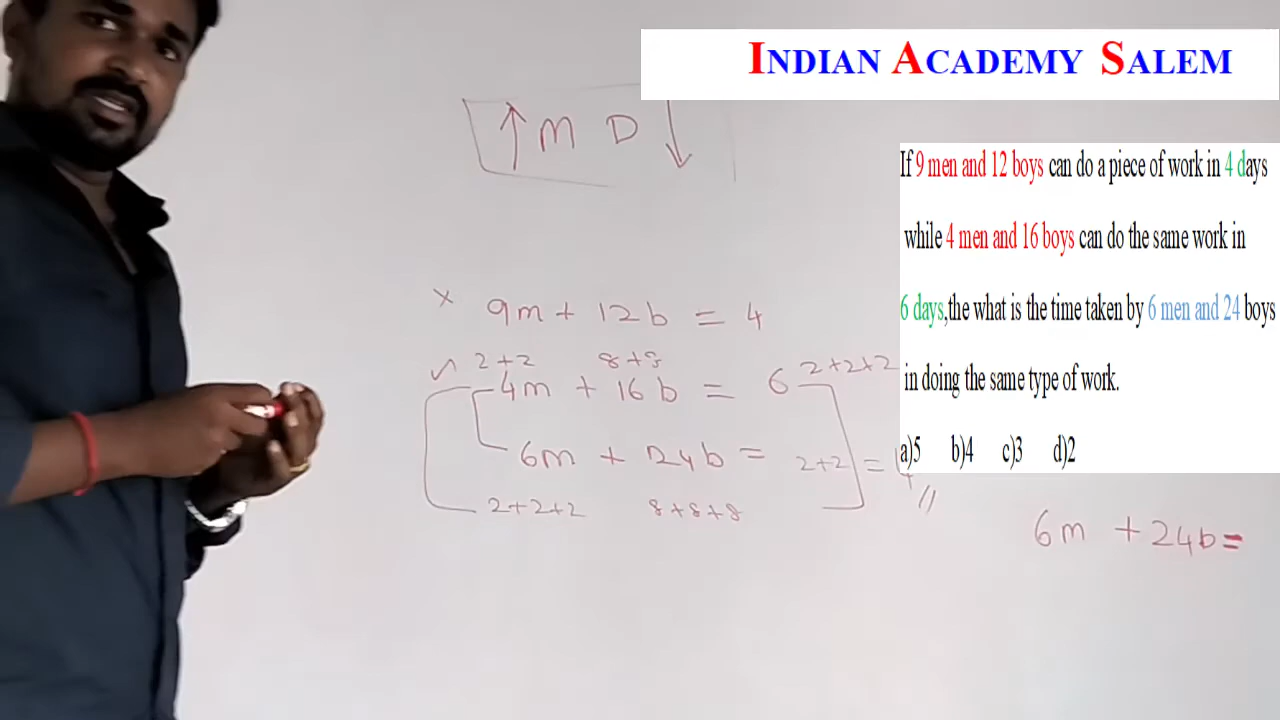 INDIAN ACADEMY SALEM
↑ M D ↓
If 9 men and 12 boys can do a piece of work in 4 days
while 4 men and 16 boys can do the same work in
6 days,the what is the time taken by 6 men and 24 boys
in doing the same type of work.
a)5 b)4 c)3 d)2
× 9m + 12b = 4
✓ 2+2 8+8 2+2+2
4m + 16b = 6
6m + 24b = 2+2 = 4 //
2+2+2 8+8+8
6m + 24b =